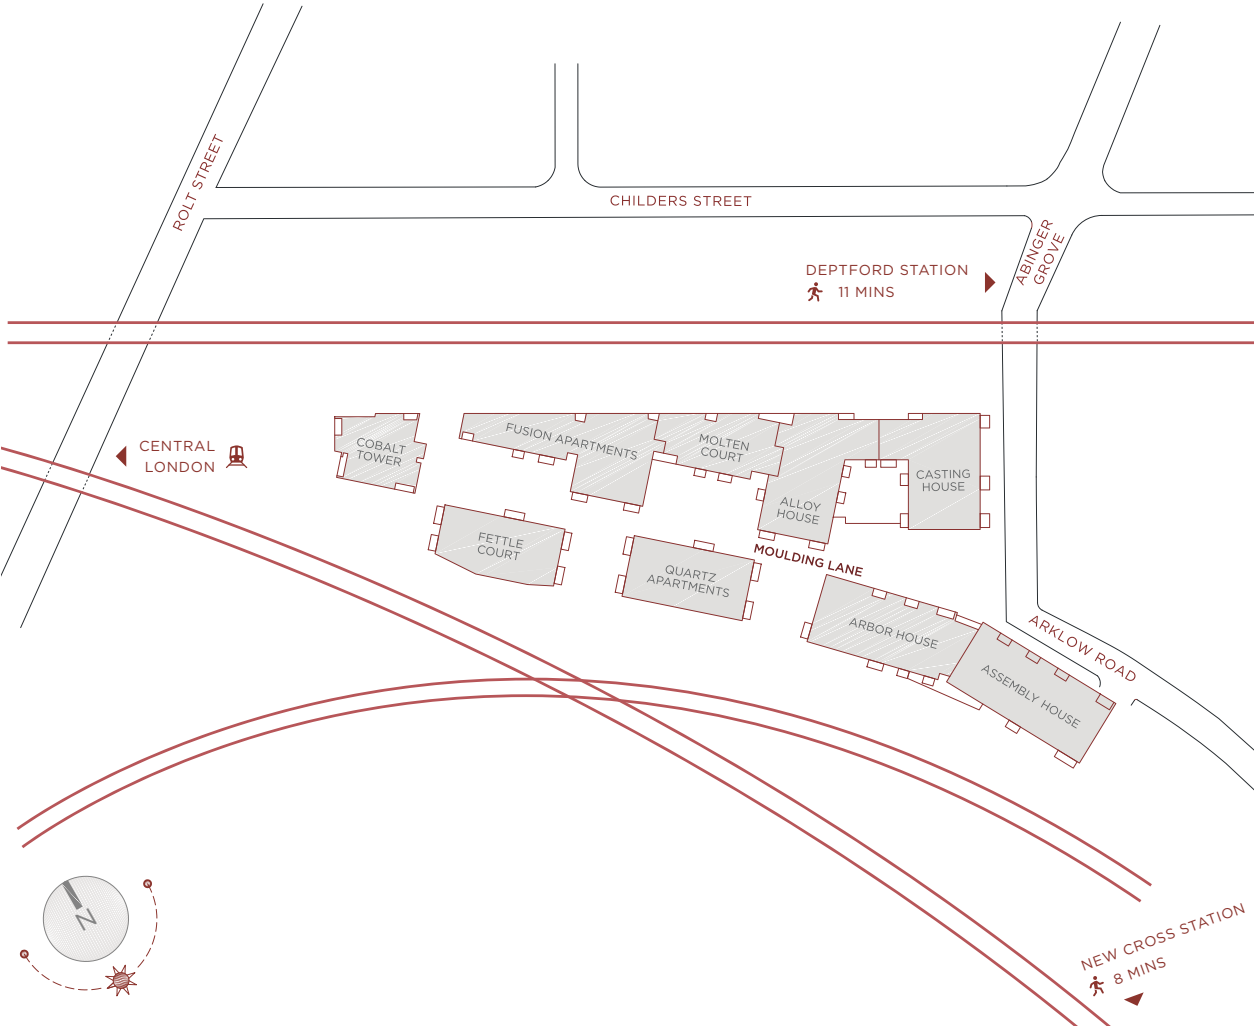 ROLT STREET
CHILDERS STREET
ABINGER
GROVE
DEPTFORD STATION
11 MINS
CENTRAL
LONDON
COBALT
TOWER
FUSION APARTMENTS
MOLTEN
COURT
CASTING
HOUSE
ALLOY
HOUSE
FETTLE
COURT
QUARTZ
APARTMENTS
MOULDING LANE
ARBOR HOUSE
ASSEMBLY HOUSE
ARKLOW ROAD
N
NEW CROSS STATION
8 MINS